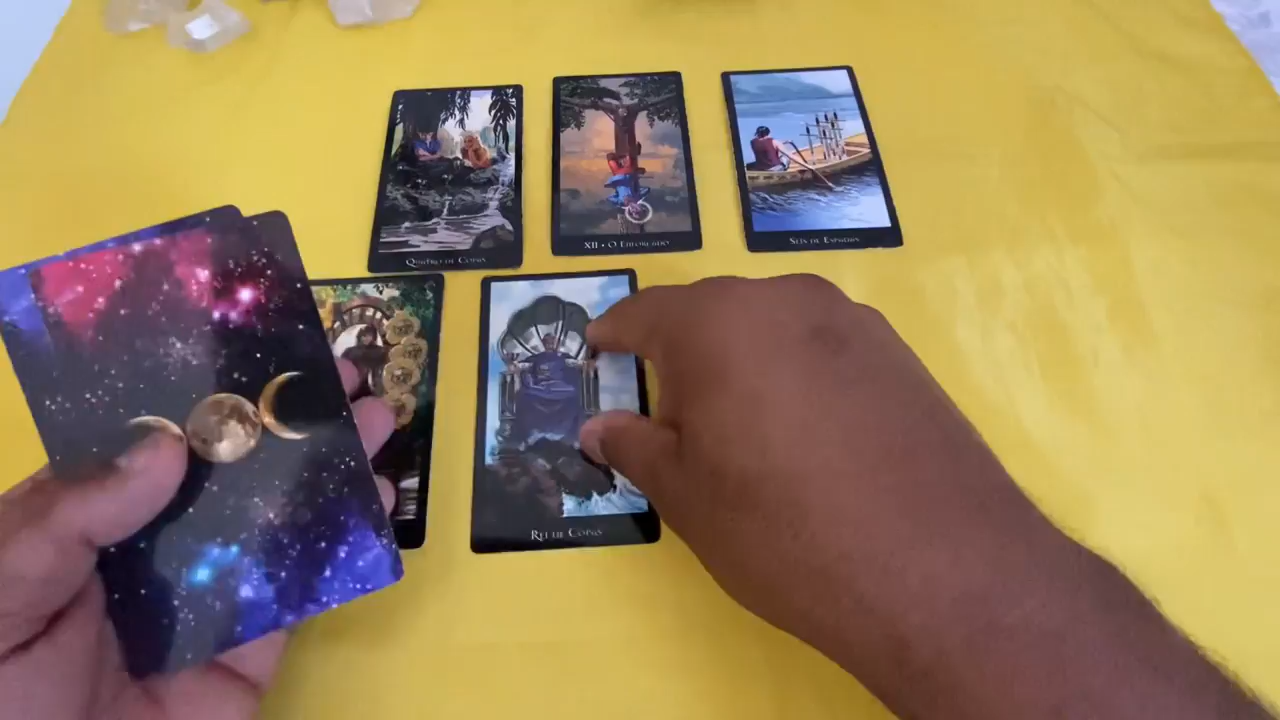 Quatro de Copas
XII • O Enforcado
Seis de Espadas
Rei de Copas